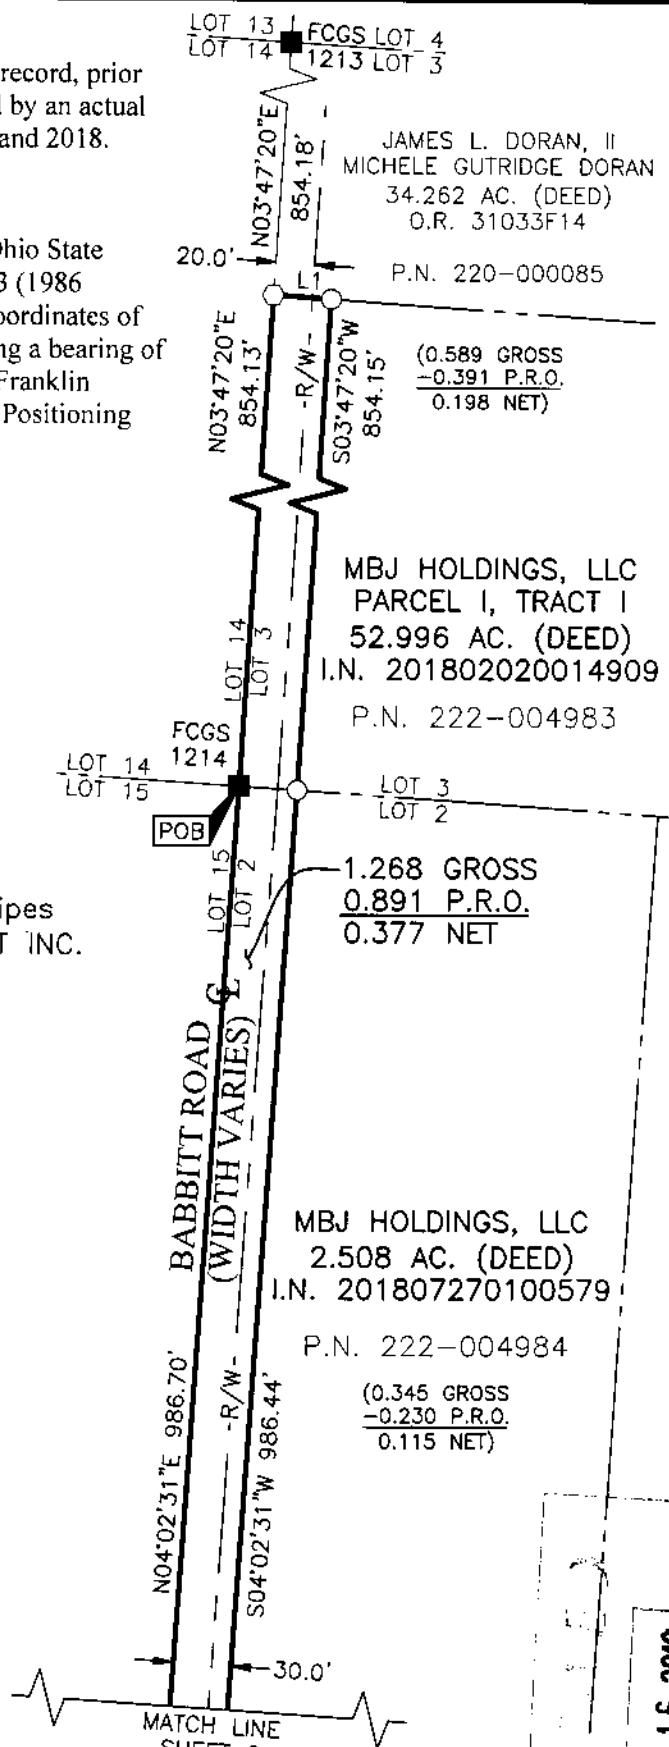 LOT 13
LOT 14
FCGS LOT 4
1213 LOT 3
record, prior
by an actual
and 2018.
N03°47'20"E
854.18'
JAMES L. DORAN, II
MICHELE GUTRIDGE DORAN
34.262 AC. (DEED)
O.R. 31033F14
P.N. 220-000085
Ohio State
(1986
coordinates of
a bearing of
Franklin
Positioning
20.0'
L1
N03°47'20"E
854.13'
-R/W-
S03°47'20"W
854.15'
(0.589 GROSS
-0.391 P.R.O.
0.198 NET)
MBJ HOLDINGS, LLC
PARCEL I, TRACT I
52.996 AC. (DEED)
I.N. 201802020014909
P.N. 222-004983
LOT 14
LOT 3
FCGS
1214
LOT 14
LOT 15
LOT 3
LOT 2
POB
LOT 15
LOT 2
1.268 GROSS
0.891 P.R.O.
0.377 NET
INC.
BABBITT ROAD
(WIDTH VARIES)
MBJ HOLDINGS, LLC
2.508 AC. (DEED)
I.N. 201807270100579
P.N. 222-004984
(0.345 GROSS
-0.230 P.R.O.
0.115 NET)
N04°02'31"E 986.70'
-R/W-
S04°02'31"W 986.44'
30.0'
MATCH LINE